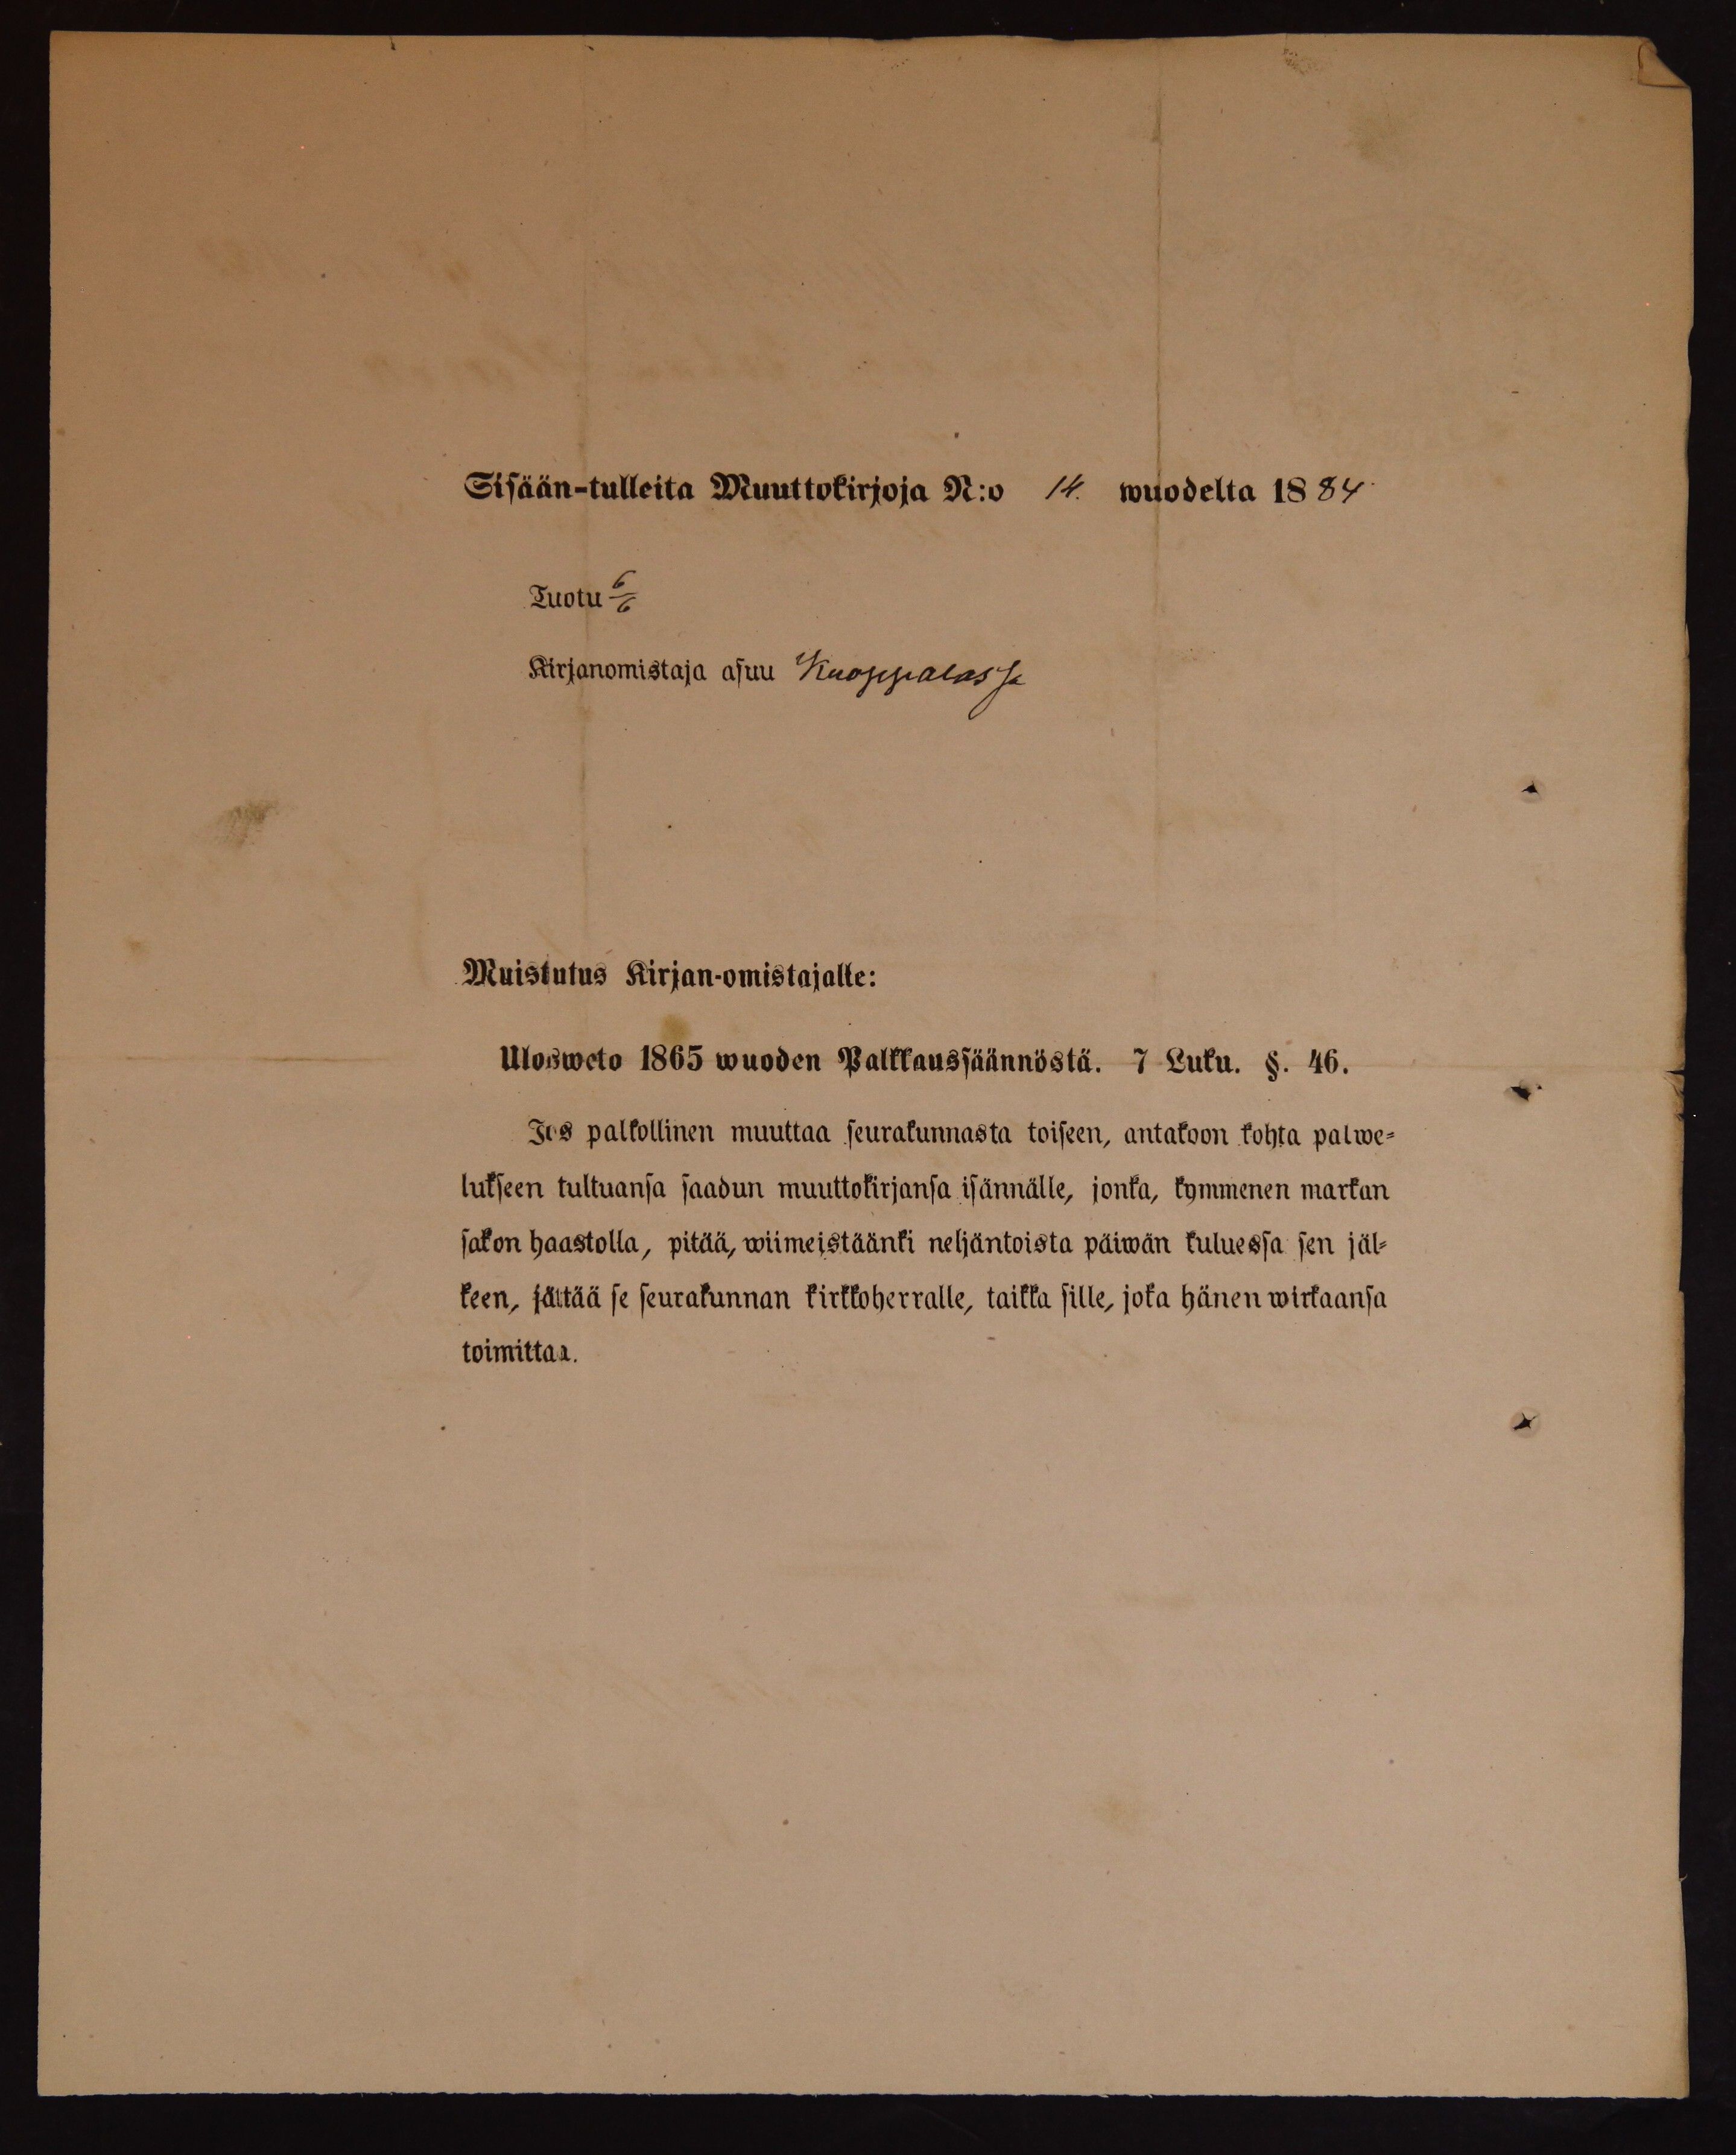 Sisään-tulleita Muuttokirjoja N:o 14. wuodelta 1884
Tuotu 6/6
Kirjanomistaja asuu Kuoppalassa
Muistutus Kirjan-omistajalle:
Ulosweto 1865 wuoden Palkkaussäännöstä. 7 Luku. §. 46.
Jos palkollinen muuttaa seurakunnasta toiseen, antakoon kohta palwe-
lukseen tultuansa saadun muuttokirjansa isännälle, jonka, kymmenen markan
sakon haastolla, pitää, wiimeistäänki neljäntoista päiwän kuluessa sen jäl-
keen, jättää se seurakunnan kirkkoherralle, taikka sille, joka hänen wirkaansa
toimittaa.